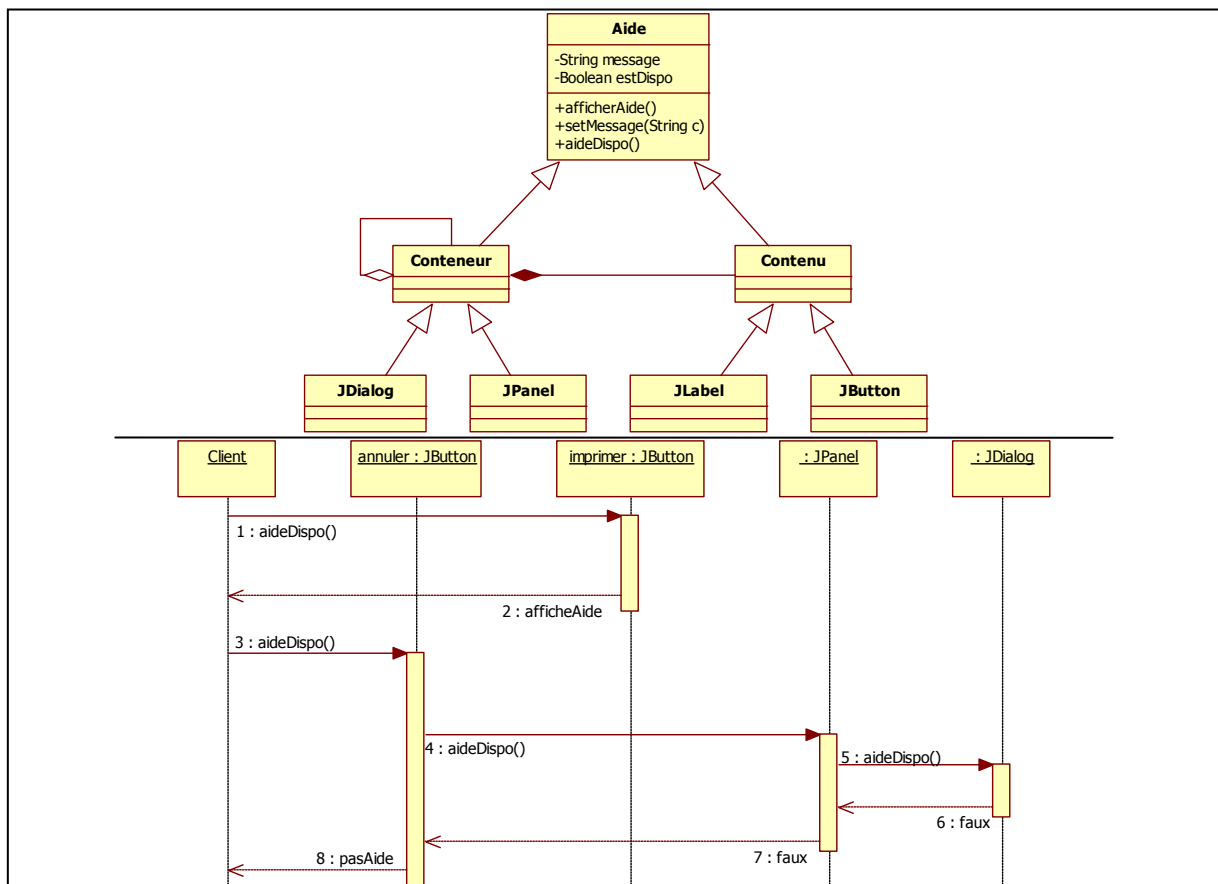 Aide
-String message
-Boolean estDispo
+afficherAide()
+setMessage(String c)
+aideDispo()
Conteneur
Contenu
JDialog
JPanel
JLabel
JButton
Client
annuler : JButton
imprimer : JButton
: JPanel
: JDialog
1 : aideDispo()
2 : afficheAide
3 : aideDispo()
4 : aideDispo()
5 : aideDispo()
6 : faux
7 : faux
8 : pasAide